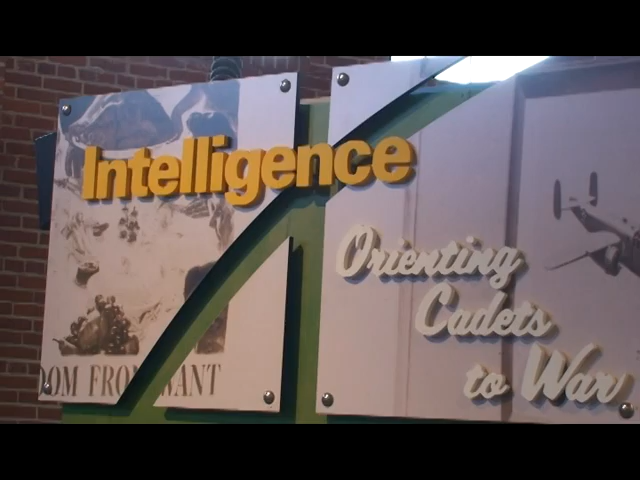 Intelligence
Orienting
Cadets
to War
DOM FROM WANT